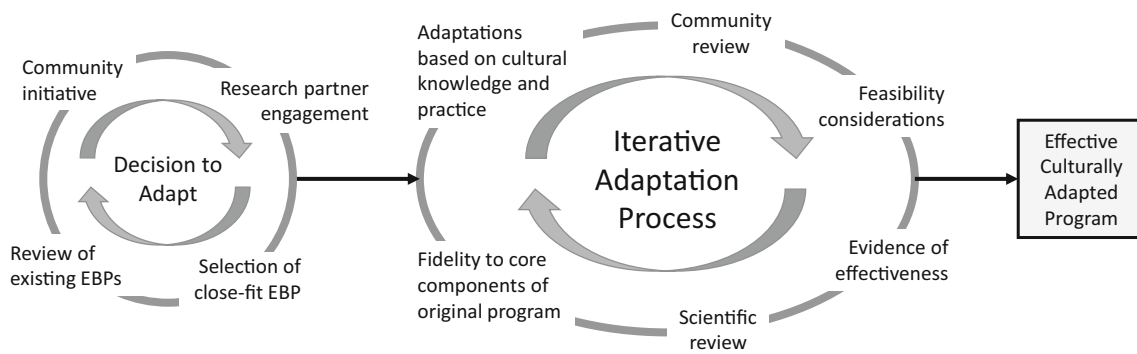 Community
initiative
Research partner
engagement
Decision to
Adapt
Review of
existing EBPs
Selection of
close-fit EBP
Adaptations
based on cultural
knowledge and
practice
Community
review
Feasibility
considerations
Iterative
Adaptation
Process
Fidelity to core
components of
original program
Scientific
review
Evidence of
effectiveness
Effective
Culturally
Adapted
Program